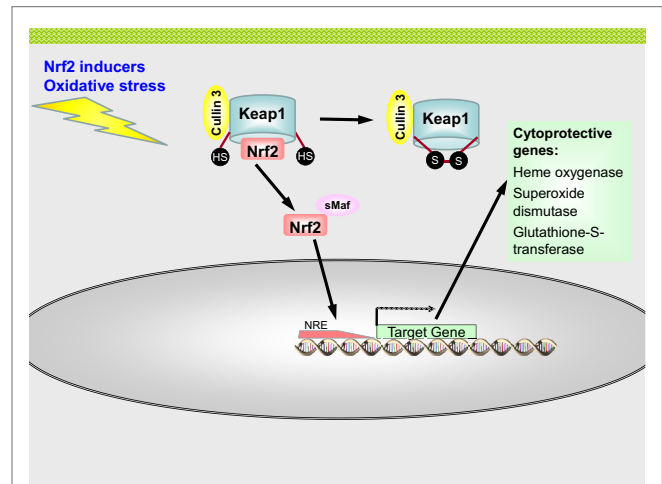 Nrf2 inducers
Oxidative stress
Cullin 3
Keap1
HS
HS
Nrf2
Cullin 3
Keap1
S
S
Cytoprotective
genes:
Heme oxygenase
Superoxide
dismutase
Glutathione-S-
transferase
sMaf
Nrf2
NRE
Target Gene